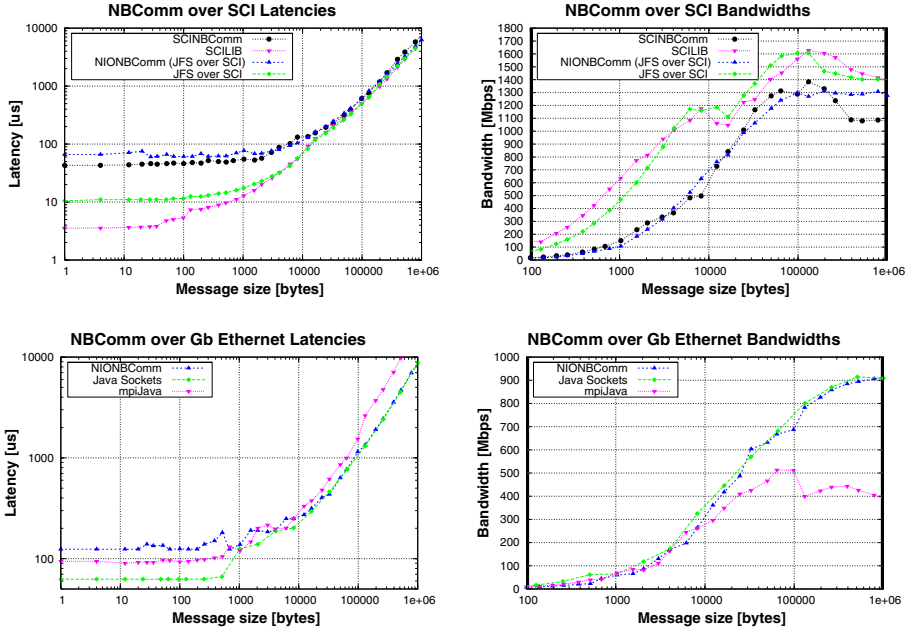 NBComm over SCI Latencies
10000
1000
100
10
1
Latency [us]
SCINBComm
SCILIB
NIONBComm (JFS over SCI)
JFS over SCI
1 10 100 1000 10000 100000 1e+06
Message size [bytes]
NBComm over SCI Bandwidths
1800
1700
1600
1500
1400
1300
1200
1100
1000
900
800
700
600
500
400
300
200
100
0
Bandwidth [Mbps]
SCINBComm
SCILIB
NIONBComm (JFS over SCI)
JFS over SCI
100 1000 10000 100000 1e+06
Message size [bytes]
NBComm over Gb Ethernet Latencies
10000
1000
100
Latency [us]
NIONBComm
Java Sockets
mpiJava
1 10 100 1000 10000 100000 1e+06
Message size [bytes]
NBComm over Gb Ethernet Bandwidths
1000
900
800
700
600
500
400
300
200
100
0
Bandwidth [Mbps]
NIONBComm
Java Sockets
mpiJava
100 1000 10000 100000 1e+06
Message size [bytes]